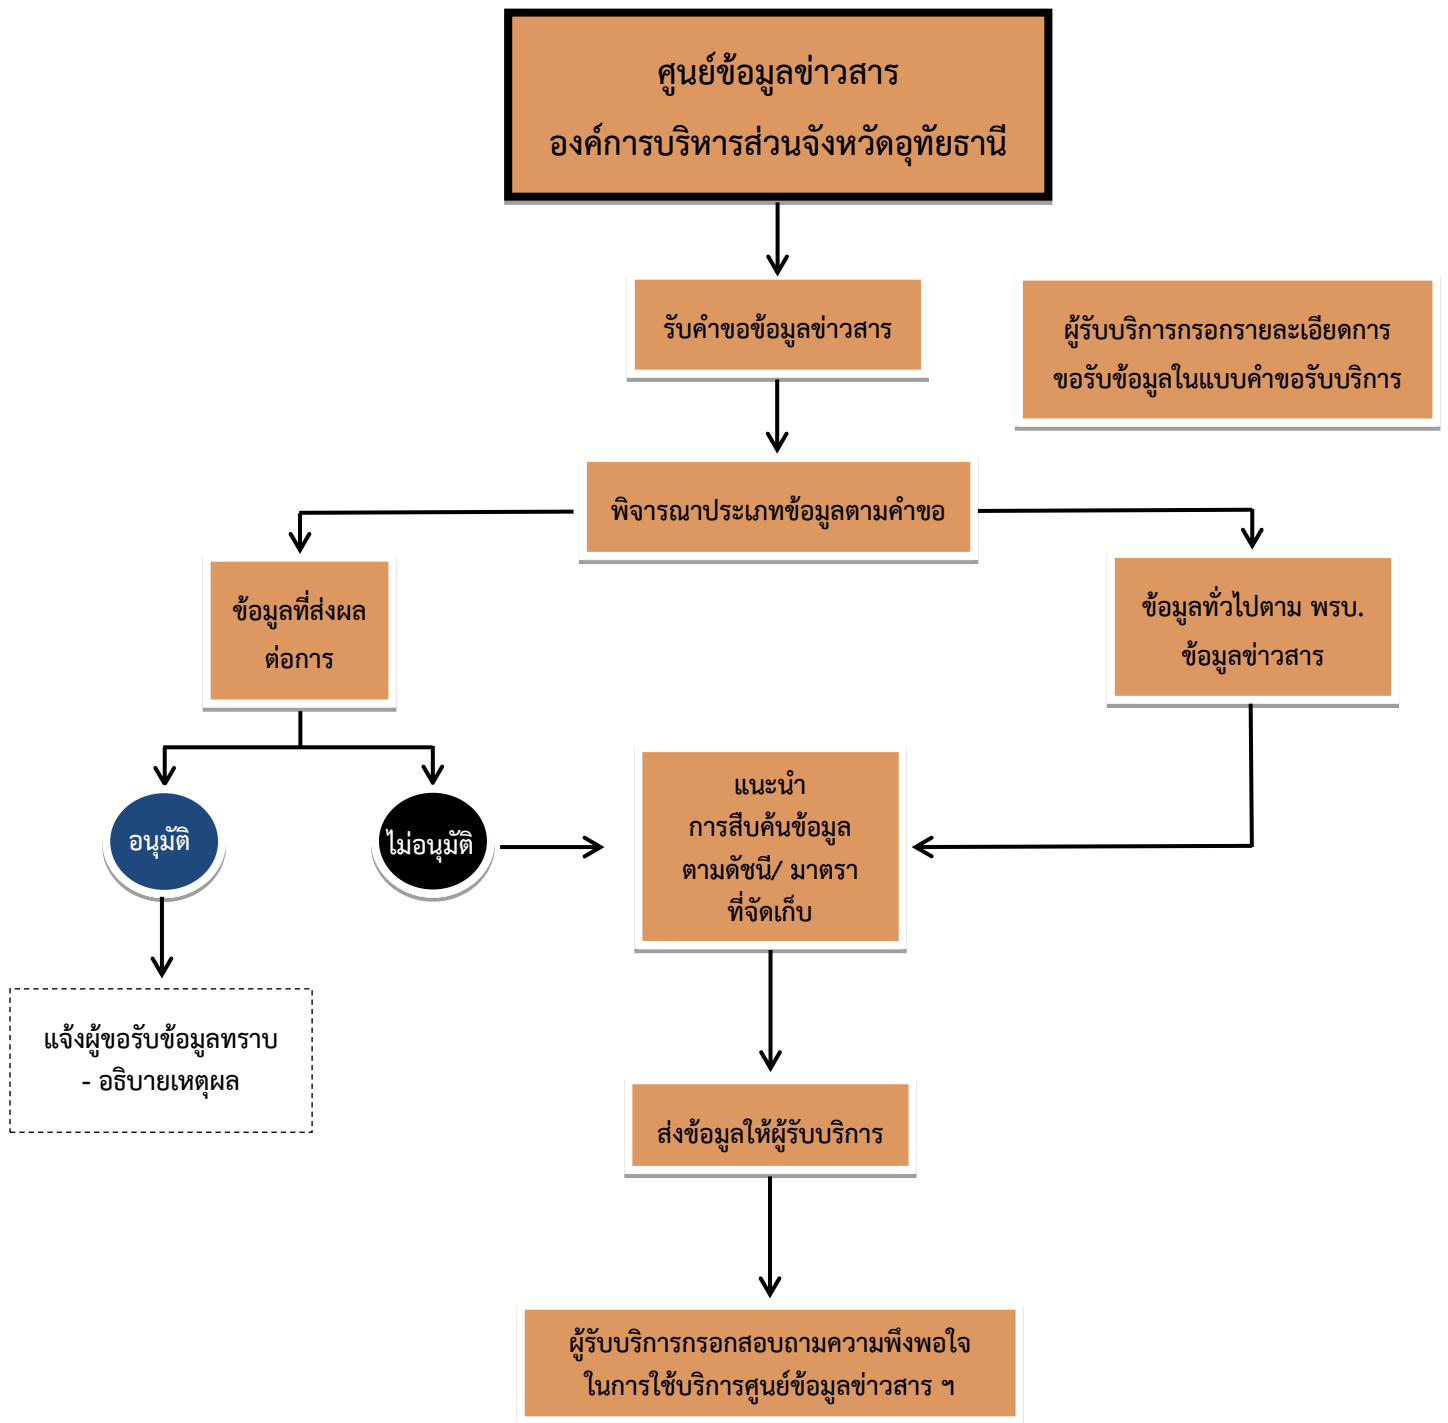 ศูนย์ข้อมูลข่าวสาร
องค์การบริหารส่วนจังหวัดอุทัยธานี
รับคำขอข้อมูลข่าวสาร
ผู้รับบริการกรอกรายละเอียดการ
ขอรับข้อมูลในแบบคำขอรับบริการ
พิจารณาประเภทข้อมูลตามคำขอ
ข้อมูลที่ส่งผล
ต่อการ
ข้อมูลทั่วไปตาม พรบ.
ข้อมูลข่าวสาร
อนุมัติ
ไม่อนุมัติ
แนะนำ
การสืบค้นข้อมูล
ตามดัชนี/ มาตรา
ที่จัดเก็บ
แจ้งผู้ขอรับข้อมูลทราบ
- อธิบายเหตุผล
ส่งข้อมูลให้ผู้รับบริการ
ผู้รับบริการกรอกสอบถามความพึงพอใจ
ในการใช้บริการศูนย์ข้อมูลข่าวสาร ฯ